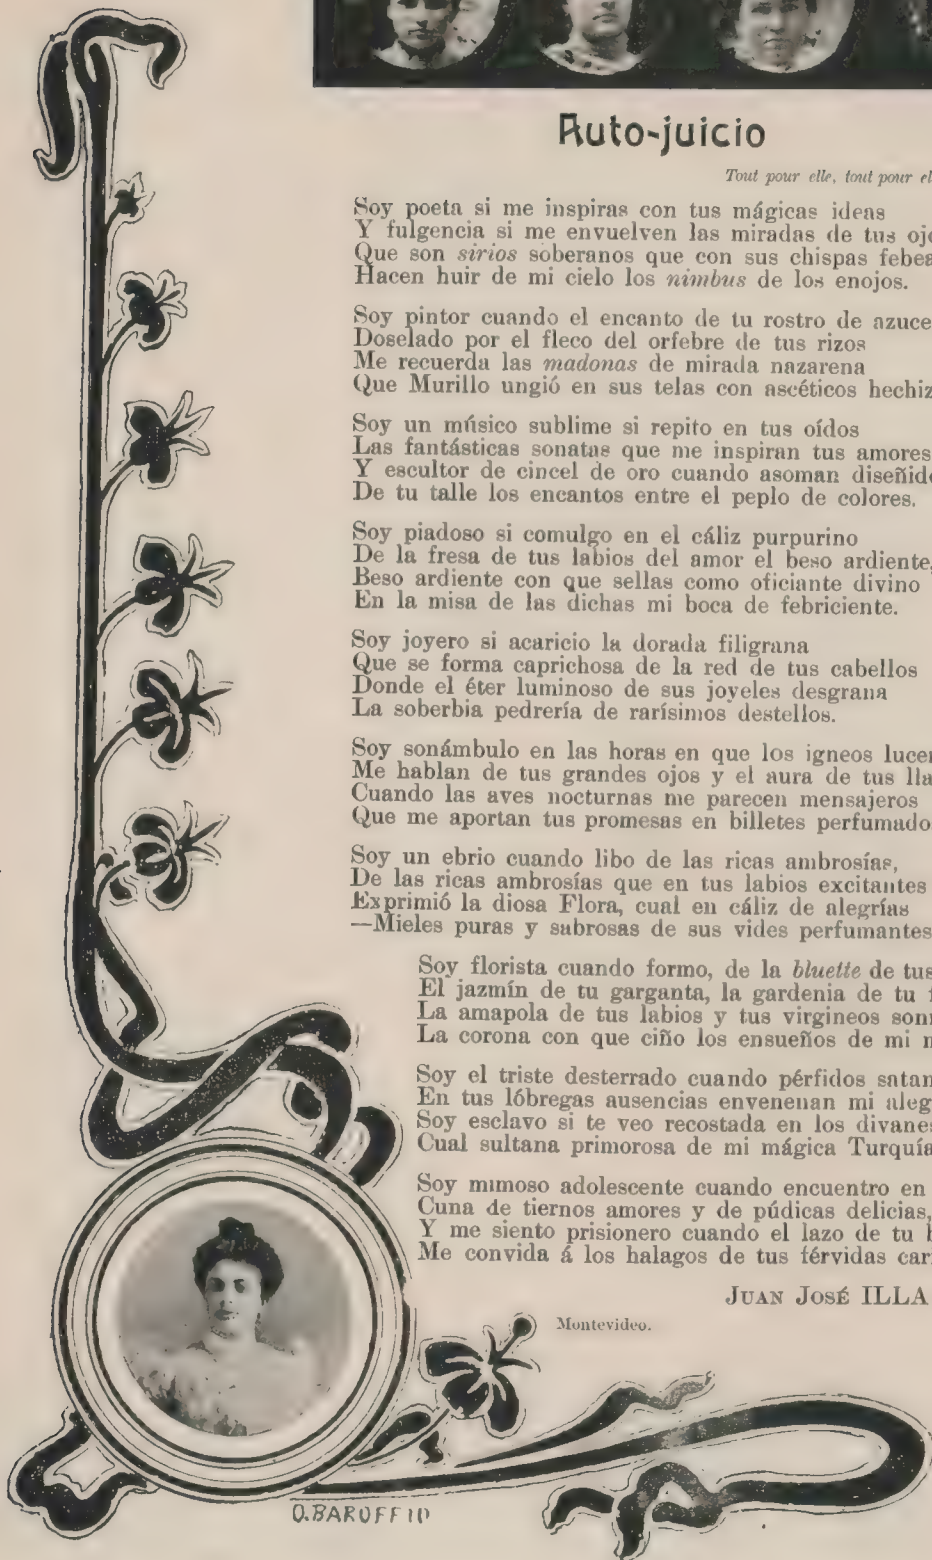 Auto-juicio
Tout pour elle, tout pour
Soy poeta si me inspiras con tus mágicas ideas
Y fulgencia si me envuelven las miradas de tus
Que son sirios soberanos que con sus chispas
Hacen huir de mi cielo los nimbus de los enojos.
Soy pintor cuando el encanto de tu rostro de
Doselado por el fleco del orfebre de tus rizos
Me recuerda las madonas de mirada nazarena
Que Murillo ungió en sus telas con ascéticos
Soy un músico sublime si repito en tus oídos
Las fantásticas sonatas que me inspiran tus amores
Y escultor de cincel de oro cuando asoman
De tu talle los encantos entre el peplo de colores.
Soy piadoso si comulgo en el cáliz purpurino
De la fresa de tus labios del amor el beso ardiente,
Beso ardiente con que sellas como oficiante divino
En la misa de las dichas mi boca de febriciente.
Soy joyero si acaricio la dorada filigrana
Que se forma caprichosa de la red de tus cabellos
Donde el éter luminoso de sus joyeles desgrana
La soberbia pedrería de rarísimos destellos.
Soy sonámbulo en las horas en que los igneos
Me hablan de tus grandes ojos y el aura de tus
Cuando las aves nocturnas me parecen mensajeros
Que me aportan tus promesas en billetes
Soy un ebrio cuando libo de las ricas ambrosías,
De las ricas ambrosías que en tus labios excitantes
Exprimió la diosa Flora, cual en cáliz de alegrías
—Mieles puras y sabrosas de sus vides perfumantes
Soy florista cuando formo, de la bluette de tus
El jazmín de tu garganta, la gardenia de tu
La amapola de tus labios y tus virgineos
La corona con que ciño los ensueños de mi
Soy el triste desterrado cuando pérfidos
En tus lóbregas ausencias envenenan mi
Soy esclavo si te veo recostada en los divanes
Cual sultana primorosa de mi mágica Turquía
Soy mimoso adolescente cuando encuentro en
Cuna de tiernos amores y de púdicas delicias,
Y me siento prisionero cuando el lazo de tu
Me convida á los halagos de tus férvidas
JUAN JOSÉ ILLA
Montevideo.
O.BAROFFIO